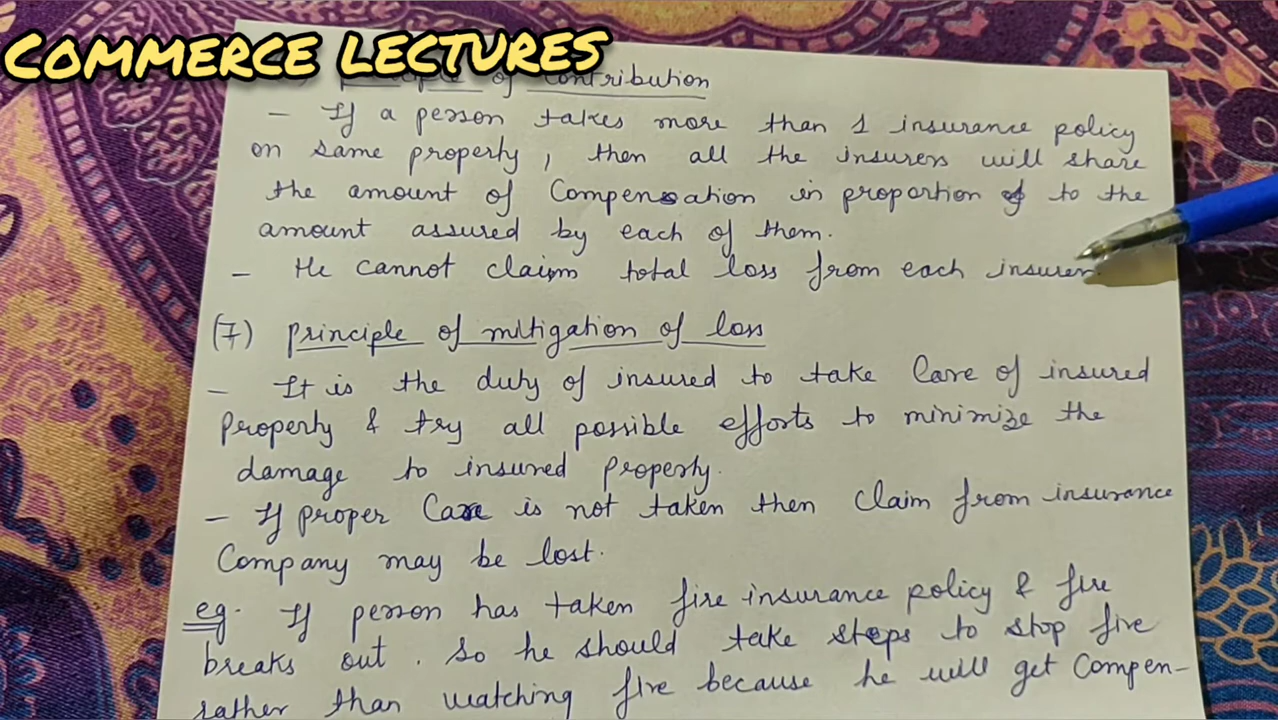 COMMERCE LECTURES
principle of contribution
- If a person takes more than 1 insurance policy
on same property, then all the insurers will share
the amount of Compensation in proportion of to the
amount assured by each of them.
- He cannot claim total loss from each insurer.
(7) principle of mitigation of loss
- It is the duty of insured to take Care of insured
Property & try all possible efforts to minimize the
damage to insured property.
- If proper Care is not taken then Claim from insurance
Company may be lost.
eg. If person has taken fire insurance policy & fire
breaks out. so he should take steps to stop fire
rather than watching fire because he will get Compen-